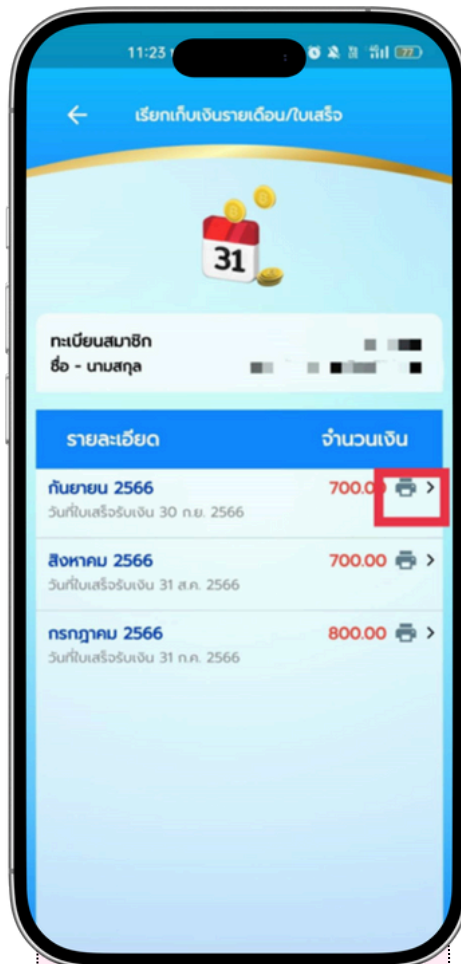 11:23
77
เรียกเก็บเงินรายเดือน/ใบเสร็จ
31
ทะเบียนสมาชิก
ชื่อ - นามสกุล
รายละเอียด จำนวนเงิน
กันยายน 2566 700.00
วันที่ใบเสร็จรับเงิน 30 ก.ย. 2566
สิงหาคม 2566 700.00
วันที่ใบเสร็จรับเงิน 31 ส.ค. 2566
กรกฎาคม 2566 800.00
วันที่ใบเสร็จรับเงิน 31 ก.ค. 2566